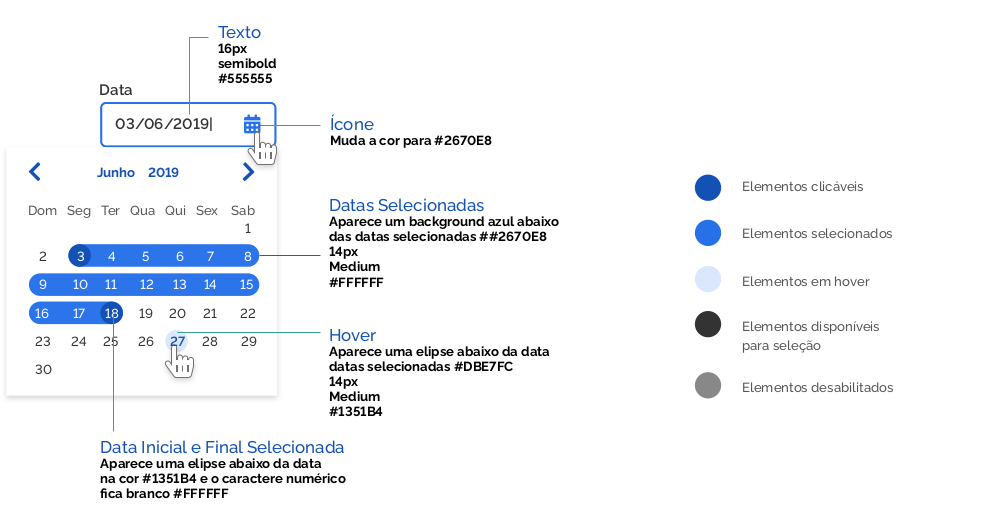 Texto
16px
semibold
#555555
Data
03/06/2019|
Ícone
Muda a cor para #2670E8
Junho 2019
Dom Seg Ter Qua Qui Sex Sab
1
2 3 4 5 6 7 8
9 10 11 12 13 14 15
16 17 18 19 20 21 22
23 24 25 26 27 28 29
30
Datas Selecionadas
Aparece um background azul abaixo
das datas selecionadas ##2670E8
14px
Medium
#FFFFFF
Hover
Aparece uma elipse abaixo da data
datas selecionadas #DBE7FC
14px
Medium
#1351B4
Data Inicial e Final Selecionada
Aparece uma elipse abaixo da data
na cor #1351B4 e o caractere numérico
fica branco #FFFFFF
Elementos clicáveis
Elementos selecionados
Elementos em hover
Elementos disponíveis
para seleção
Elementos desabilitados